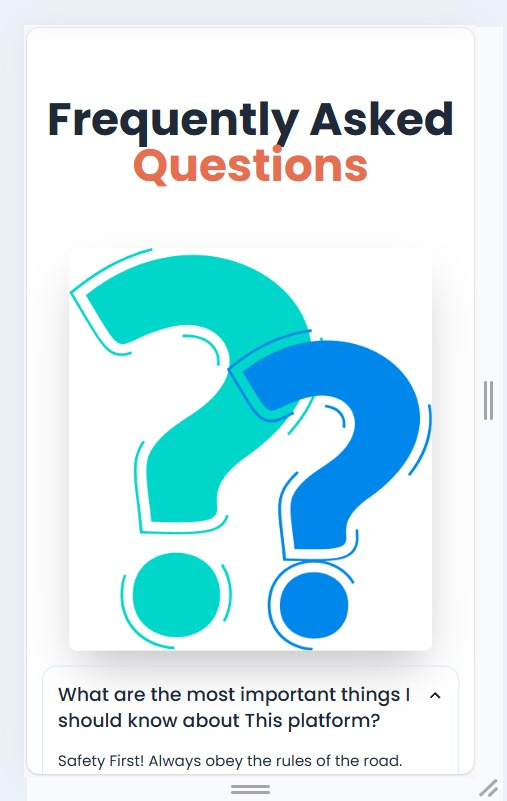 Frequently Asked
Questions
What are the most important things I
should know about This platform?
Safety First! Always obey the rules of the road.